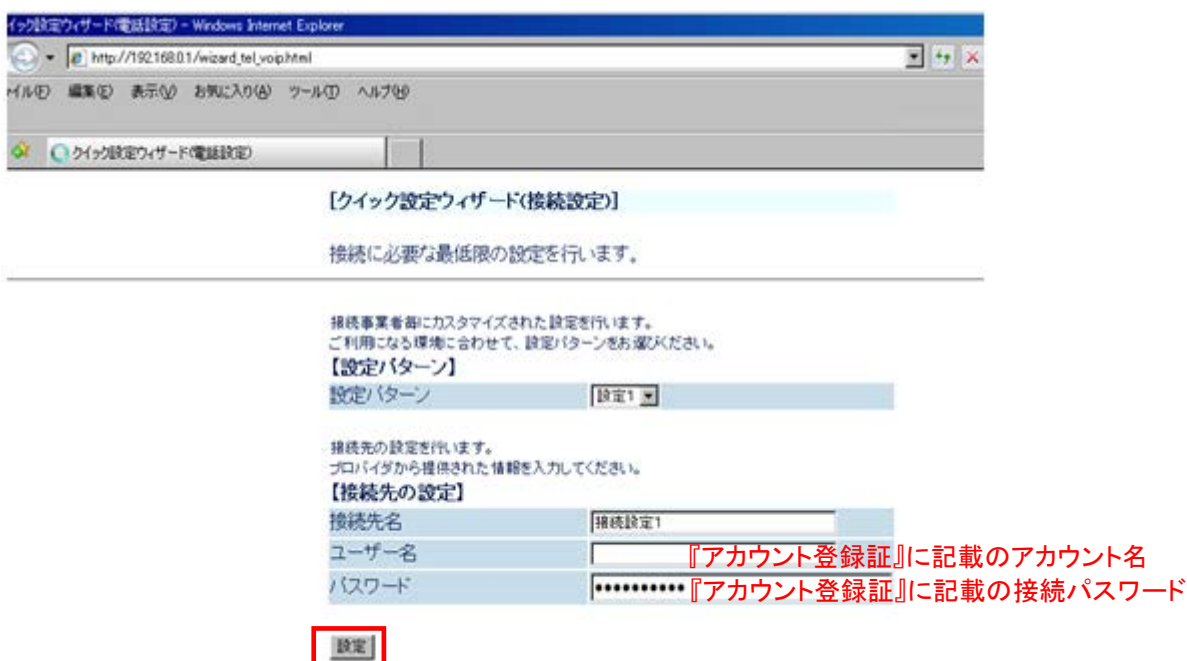 イック設定ウィザード(電話設定) - Windows Internet Explorer
http://192.168.0.1/wizard_tel_voip.html
イル(F) 編集(E) 表示(V) お気に入り(A) ツール(T) ヘルプ(H)
クイック設定ウィザード(電話設定)
[クイック設定ウィザード(接続設定)]
接続に必要な最低限の設定を行います。
接続事業者毎にカスタマイズされた設定を行います。
ご利用になる環境に合わせて、設定パターンをお選びください。
【設定パターン】
設定パターン 設定1
接続先の設定を行います。
プロバイダから提供された情報を入力してください。
【接続先の設定】
接続先名 接続設定1
ユーザー名 『アカウント登録証』に記載のアカウント名
パスワード ●●●●●●●●●● 『アカウント登録証』に記載の接続パスワード
設定